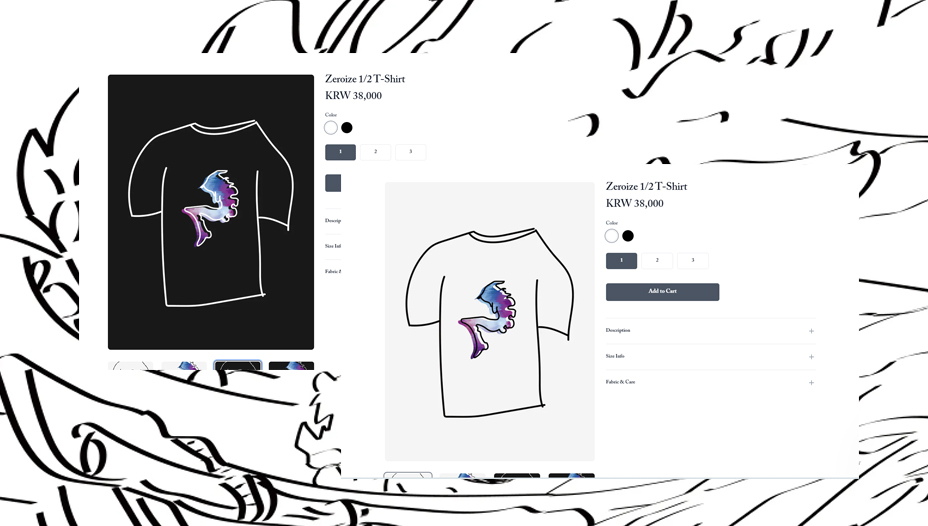 Zeroize 1/2 T-Shirt
KRW 38,000
Color
1 2 3
Descrip
Size Inf
Fabric &
Zeroize 1/2 T-Shirt
KRW 38,000
Color
1 2 3
Add to Cart
Description +
Size Info +
Fabric & Care +